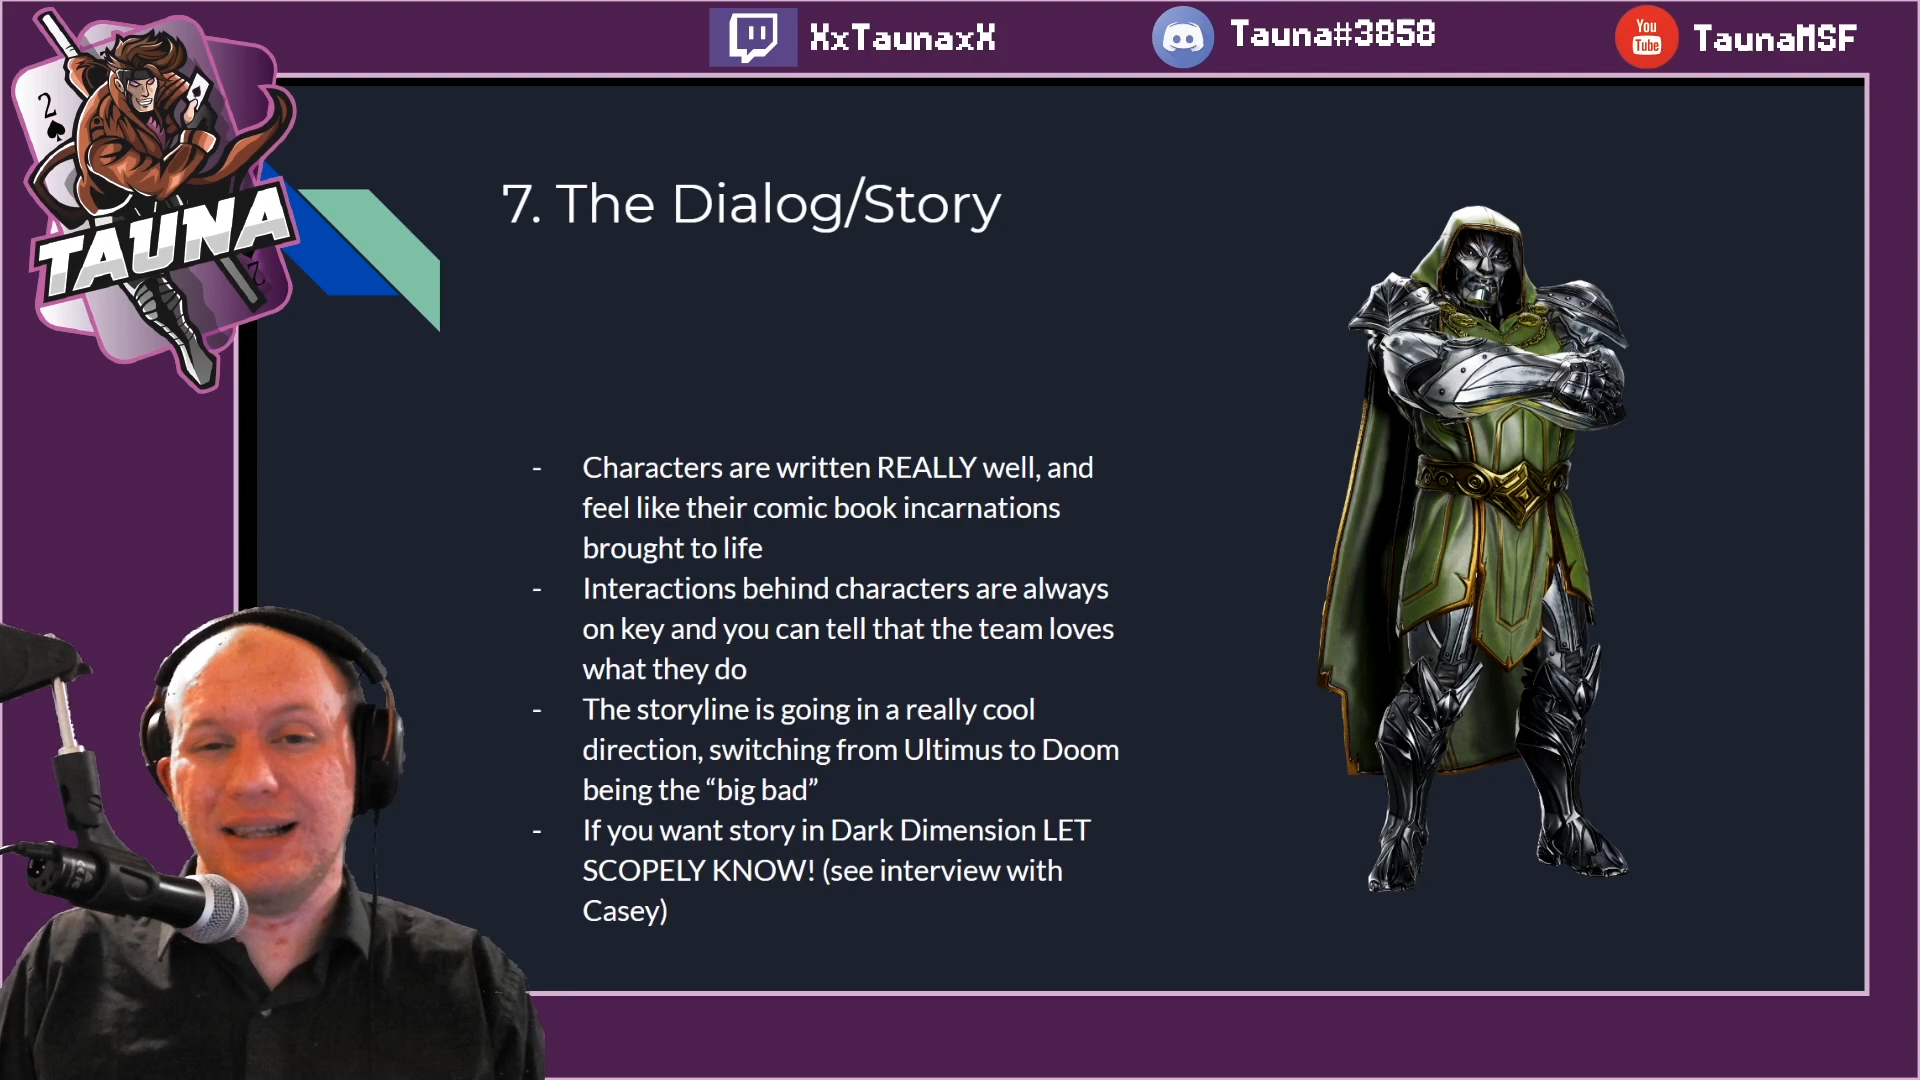 XxTaunaxX
Tauna#3858
You
Tube
TaunaMSF
2
TAUNA
2
7. The Dialog/Story
- Characters are written REALLY well, and
feel like their comic book incarnations
brought to life
- Interactions behind characters are always
on key and you can tell that the team loves
what they do
- The storyline is going in a really cool
direction, switching from Ultimus to Doom
being the “big bad”
- If you want story in Dark Dimension LET
SCOPELY KNOW! (see interview with
Casey)